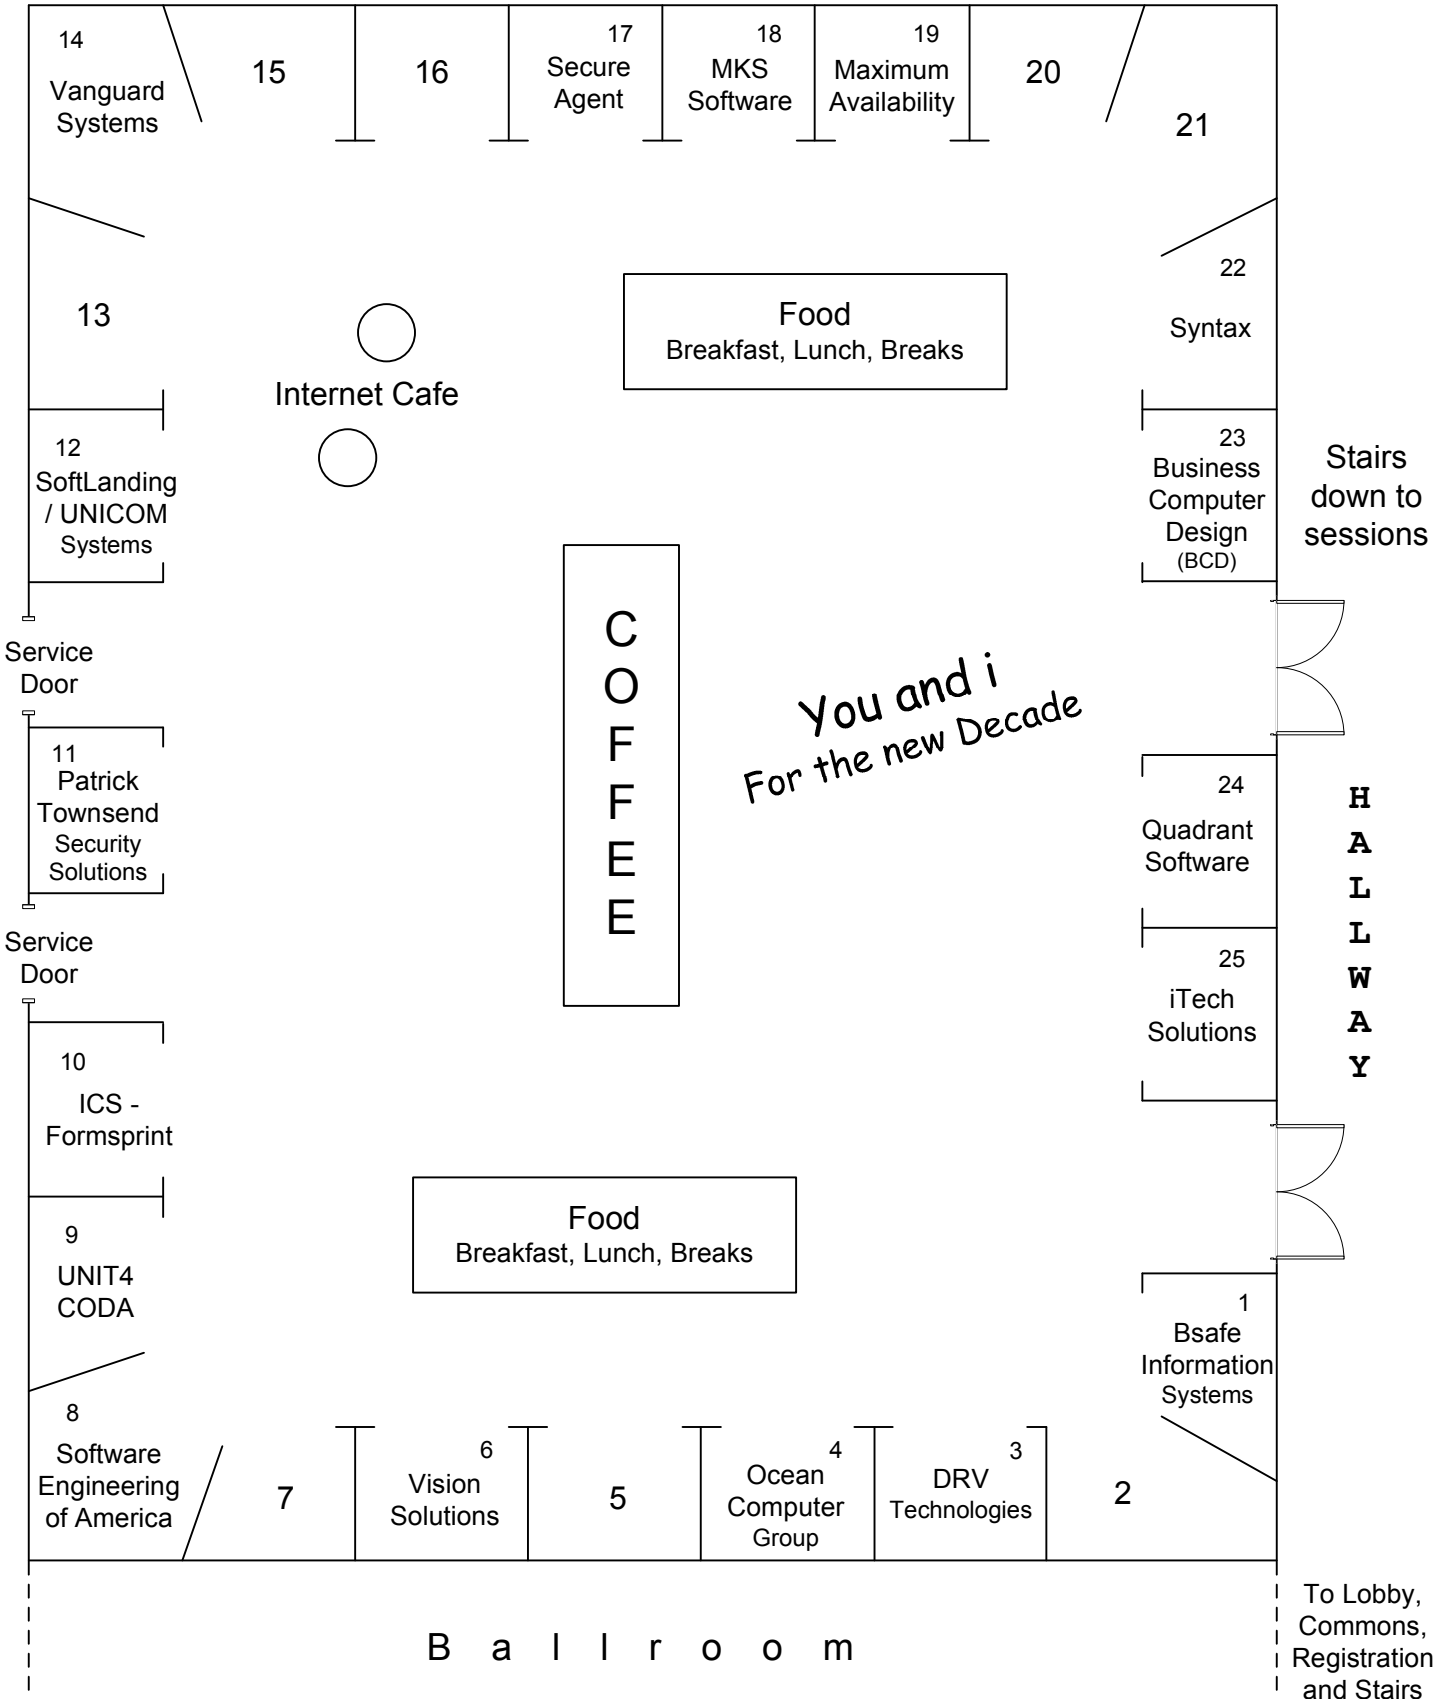 14
Vanguard
Systems
15
16
17
Secure
Agent
18
MKS
Software
19
Maximum
Availability
20
21
13
Internet Cafe
Food
Breakfast, Lunch, Breaks
22
Syntax
12
SoftLanding
/ UNICOM
Systems
23
Business
Computer
Design
(BCD)
Stairs
down to
sessions
Service
Door
C
O
F
F
E
E
You and i
For the new Decade
11
Patrick
Townsend
Security
Solutions
24
Quadrant
Software
H
A
L
L
W
A
Y
Service
Door
25
iTech
Solutions
10
ICS -
Formsprint
9
UNIT4
CODA
Food
Breakfast, Lunch, Breaks
1
Bsafe
Information
Systems
8
Software
Engineering
of America
7
6
Vision
Solutions
5
4
Ocean
Computer
Group
3
DRV
Technologies
2
B a l l r o o m
To Lobby,
Commons,
Registration
and Stairs